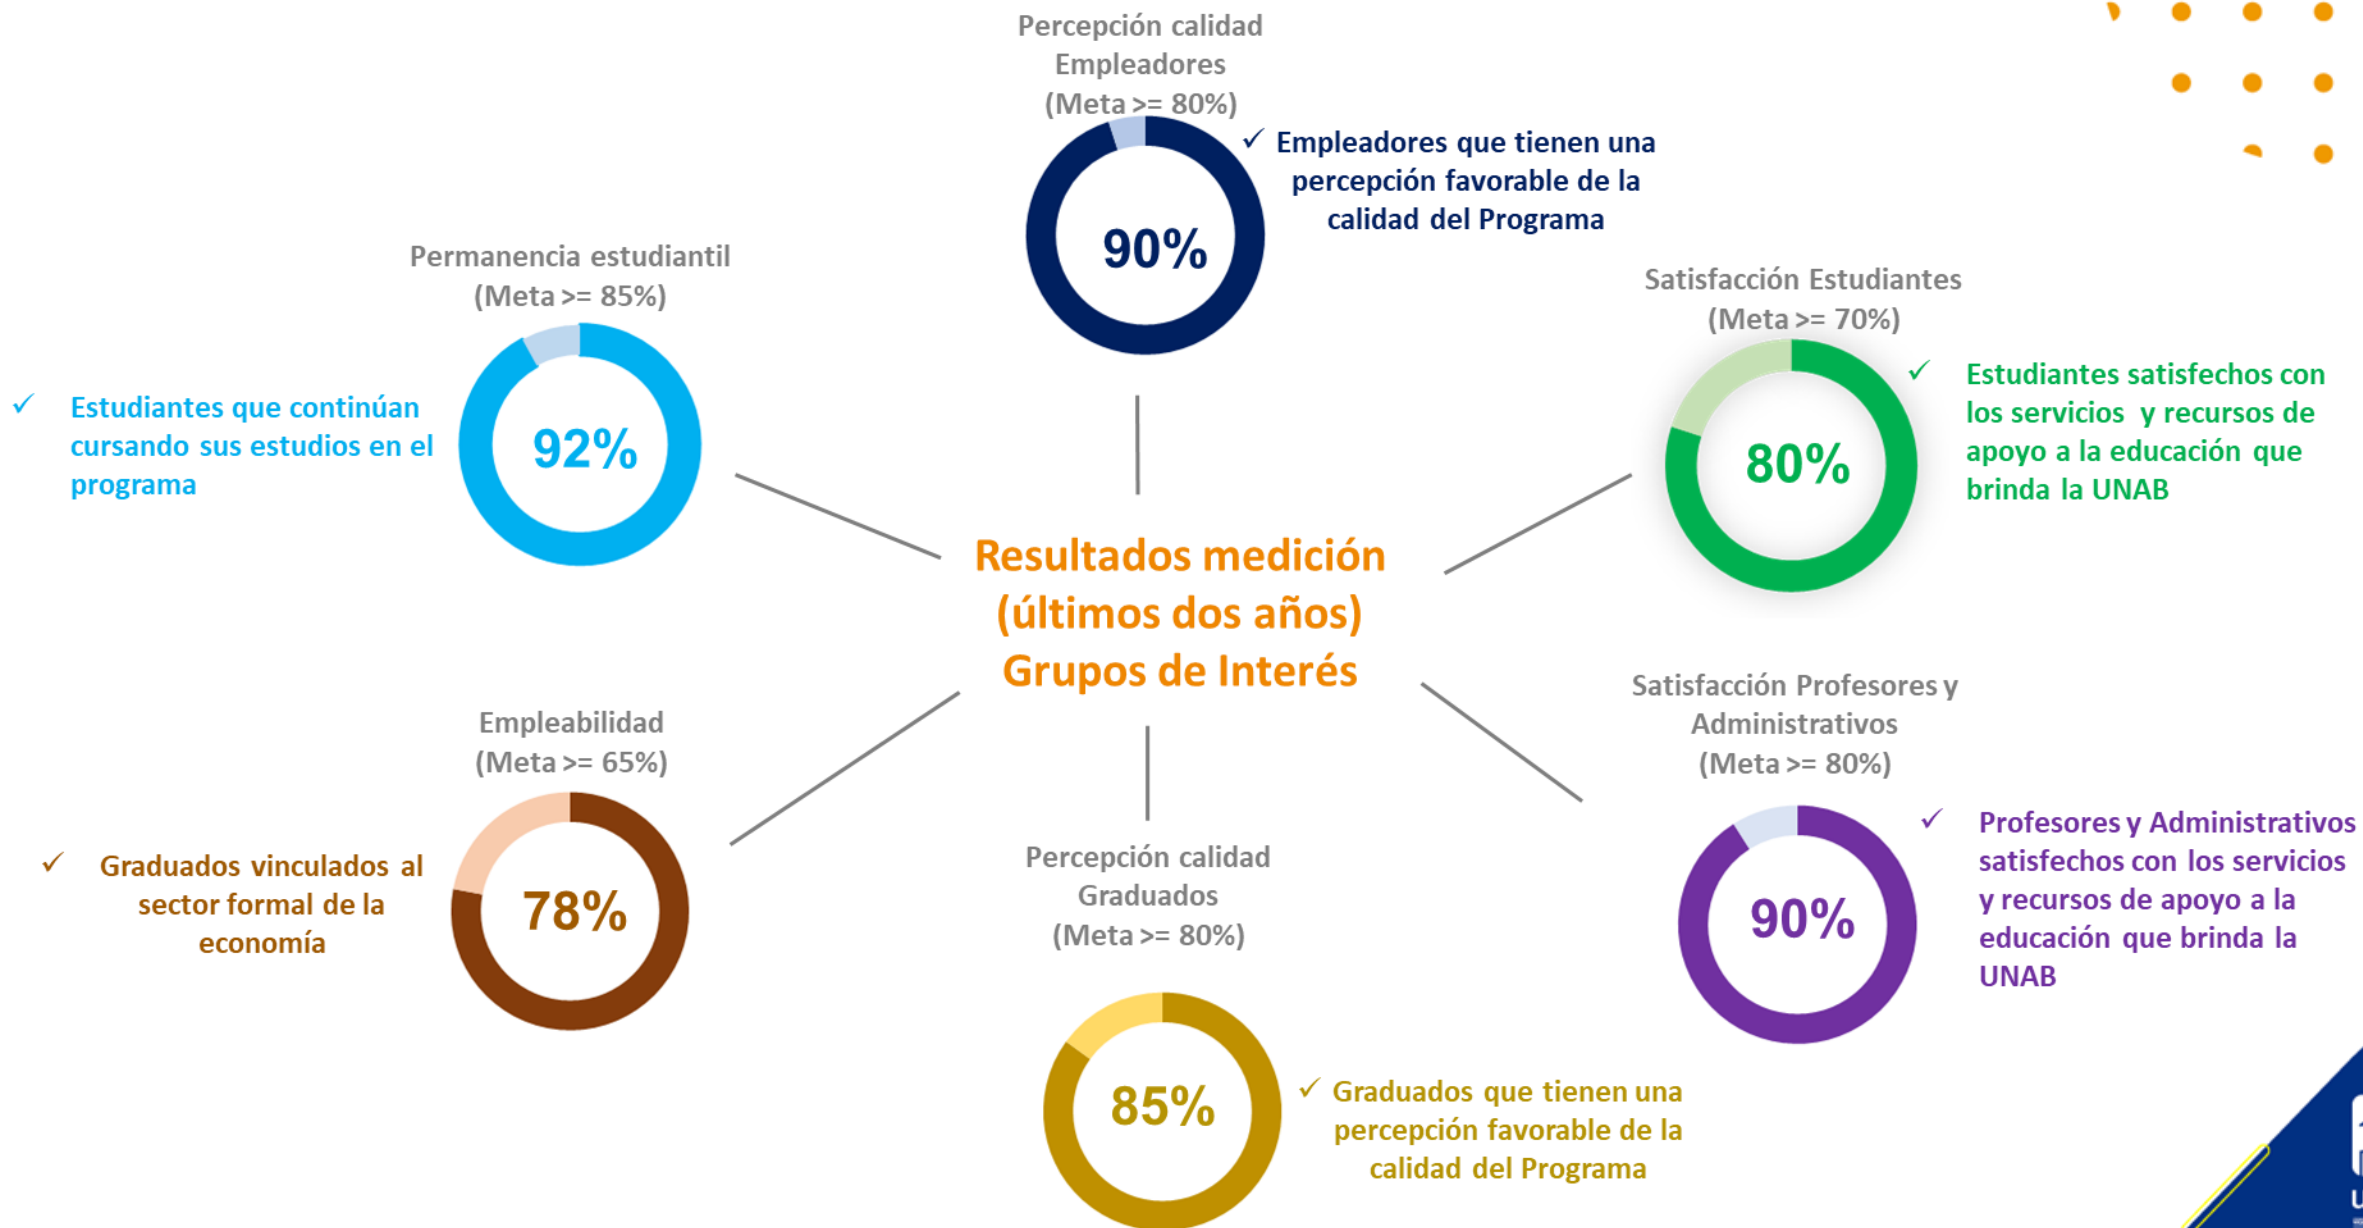 Percepción calidad
Empleadores
(Meta >= 80%)
90%
✓ Empleadores que tienen una
percepción favorable de la
calidad del Programa
Permanencia estudiantil
(Meta >= 85%)
92%
✓ Estudiantes que continúan
cursando sus estudios en el
programa
Satisfacción Estudiantes
(Meta >= 70%)
80%
✓ Estudiantes satisfechos con
los servicios y recursos de
apoyo a la educación que
brinda la UNAB
Resultados medición
(últimos dos años)
Grupos de Interés
Empleabilidad
(Meta >= 65%)
78%
✓ Graduados vinculados al
sector formal de la
economía
Satisfacción Profesores y
Administrativos
(Meta >= 80%)
90%
✓ Profesores y Administrativos
satisfechos con los servicios
y recursos de apoyo a la
educación que brinda la
UNAB
Percepción calidad
Graduados
(Meta >= 80%)
85%
✓ Graduados que tienen una
percepción favorable de la
calidad del Programa